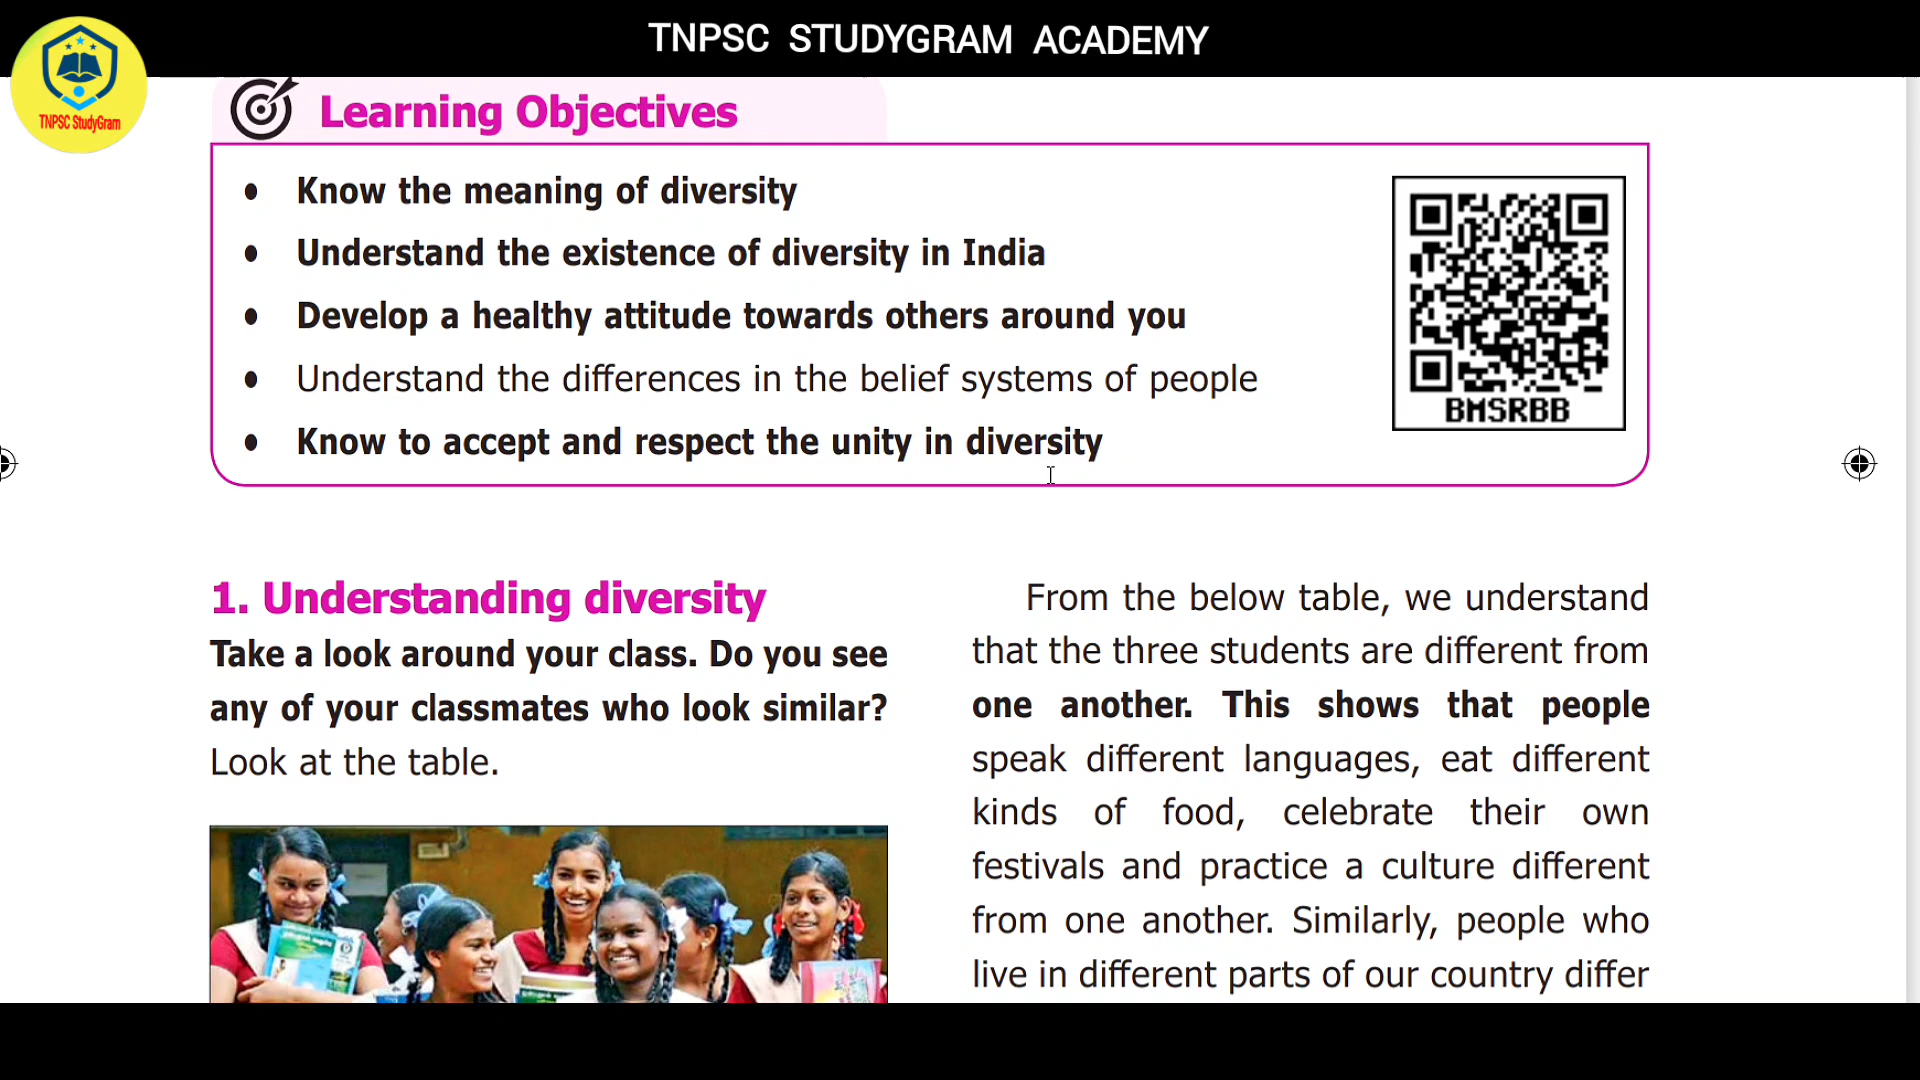 TNPSC STUDYGRAM ACADEMY
TNPSC StudyGram
Learning Objectives
• Know the meaning of diversity
• Understand the existence of diversity in India
• Develop a healthy attitude towards others around you
• Understand the differences in the belief systems of people
• Know to accept and respect the unity in diversity
BMSRBB
1. Understanding diversity
Take a look around your class. Do you see
any of your classmates who look similar?
Look at the table.
From the below table, we understand
that the three students are different from
one another. This shows that people
speak different languages, eat different
kinds of food, celebrate their own
festivals and practice a culture different
from one another. Similarly, people who
live in different parts of our country differ